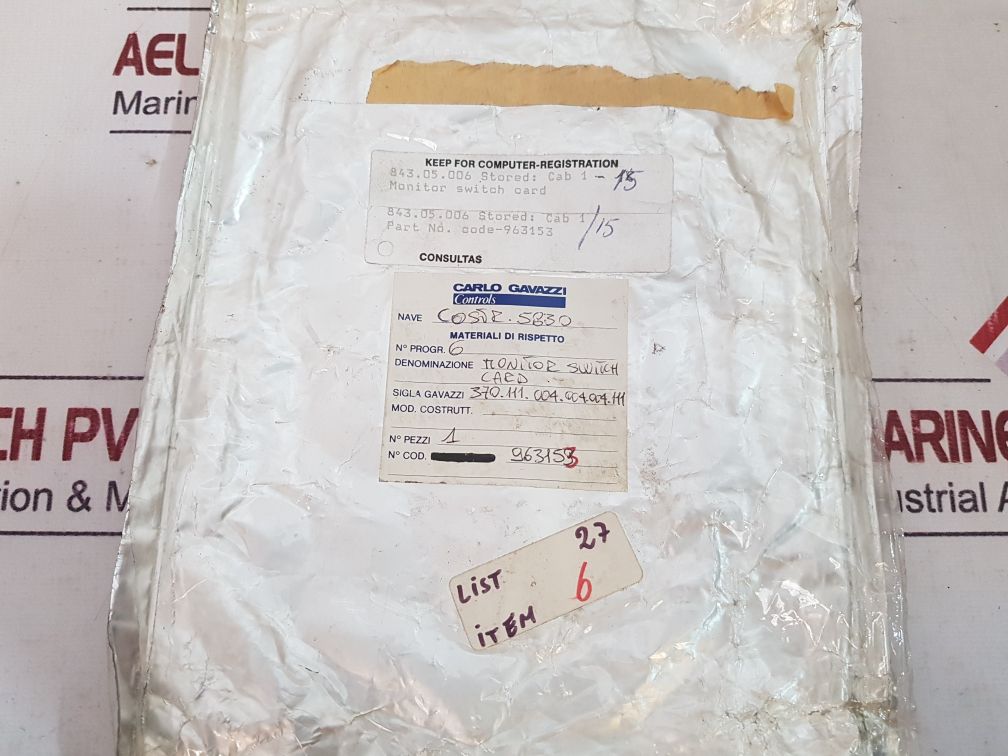 AEL
Marin
KEEP FOR COMPUTER-REGISTRATION
843.05.006 Stored: Cab 1 - 15
Monitor switch card
843.05.006 Stored: Cab 1/15
Part No. code-963153
CONSULTAS
CARLO GAVAZZI
Controls
NAVE COSTR. 5830
MATERIALI DI RISPETTO
N° PROGR. 6
DENOMINAZIONE MONITOR SWITCH
CARD
SIGLA GAVAZZI 370.111.004.004.004.111
MOD. COSTRUTT.
N° PEZZI 1
N° COD. 963153
CH PV
ARINE
tion & M
ustrial A
27
LIST 6
ITEM